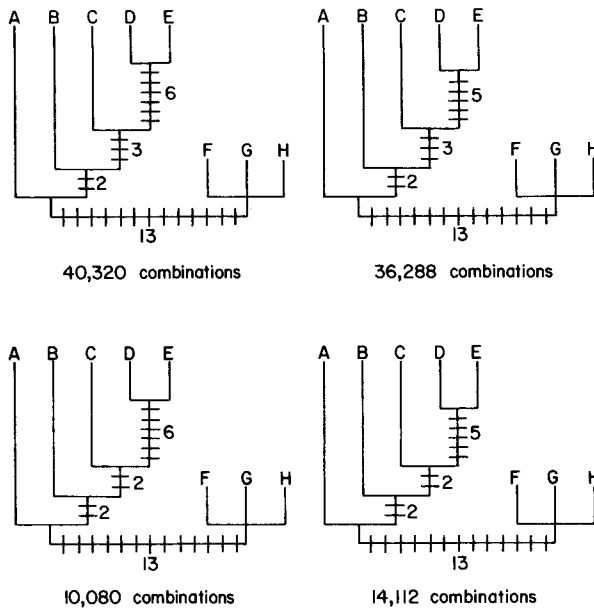 A B C D E
6
3
F G H
2
13
40,320 combinations
A B C D E
5
3
F G H
2
13
36,288 combinations
A B C D E
6
2
F G H
2
13
10,080 combinations
A B C D E
5
2
F G H
2
13
14,112 combinations